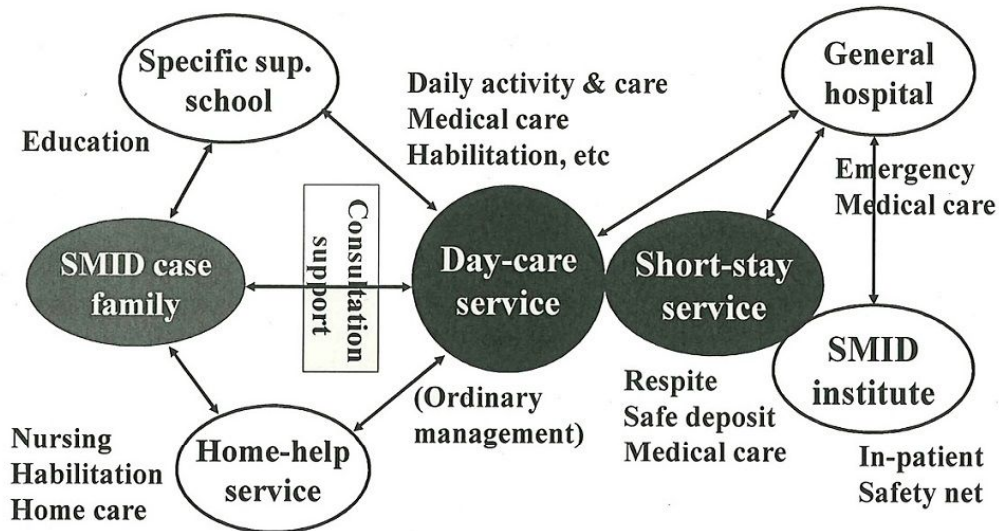 Specific sup.
school
General
hospital
Daily activity & care
Medical care
Habilitation, etc
Education
Emergency
Medical care
Consultation
support
SMID case
family
Day-care
service
Short-stay
service
SMID
institute
(Ordinary
management)
Respite
Safe deposit
Medical care
Nursing
Habilitation
Home care
Home-help
service
In-patient
Safety net